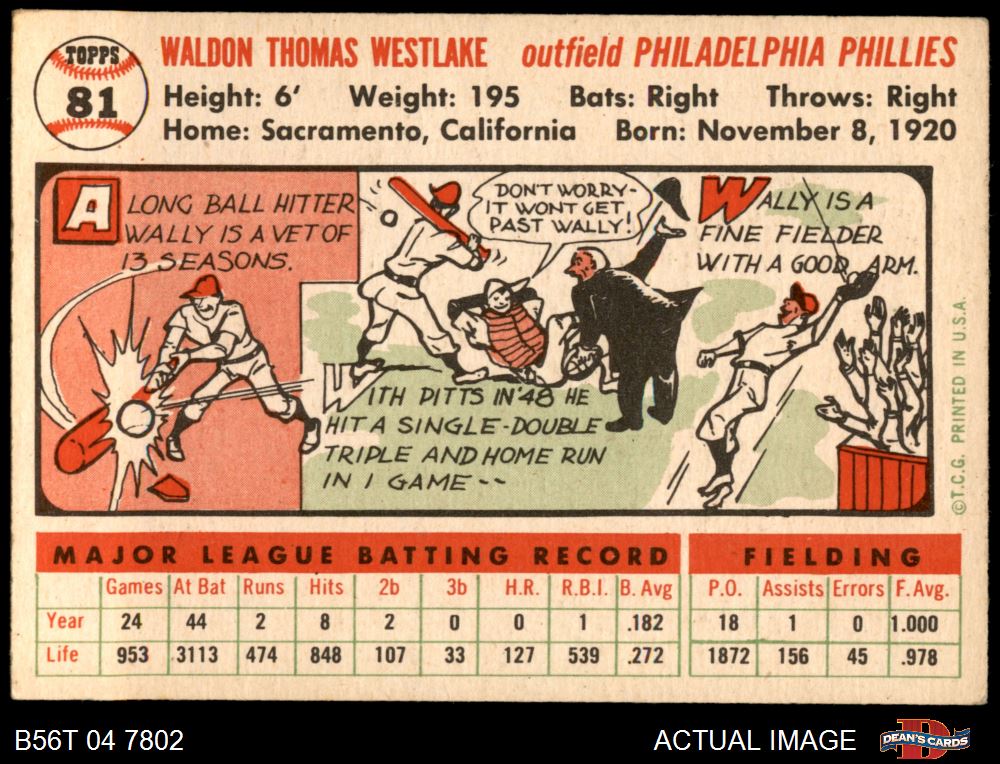 TOPPS
81
WALDON THOMAS WESTLAKE outfield PHILADELPHIA PHILLIES
Height: 6' Weight: 195 Bats: Right Throws: Right
Home: Sacramento, California Born: November 8, 1920
A LONG BALL HITTER
WALLY IS A VET OF
13 SEASONS.
DON'T WORRY-
IT WONT GET
PAST WALLY!
WITH PITTS IN '48 HE
HIT A SINGLE-DOUBLE
TRIPLE AND HOME RUN
IN 1 GAME --
WALLY IS A
FINE FIELDER
WITH A GOOD ARM.
©T.C.G. PRINTED IN U.S.A.
MAJOR LEAGUE BATTING RECORD FIELDING
Games At Bat Runs Hits 2b 3b H.R. R.B.I. B. Avg P.O. Assists Errors F. Avg.
Year 24 44 2 8 2 0 0 1 .182 18 1 0 1.000
Life 953 3113 474 848 107 33 127 539 .272 1872 156 45 .978
B56T 04 7802 ACTUAL IMAGE D DEAN'S CARDS